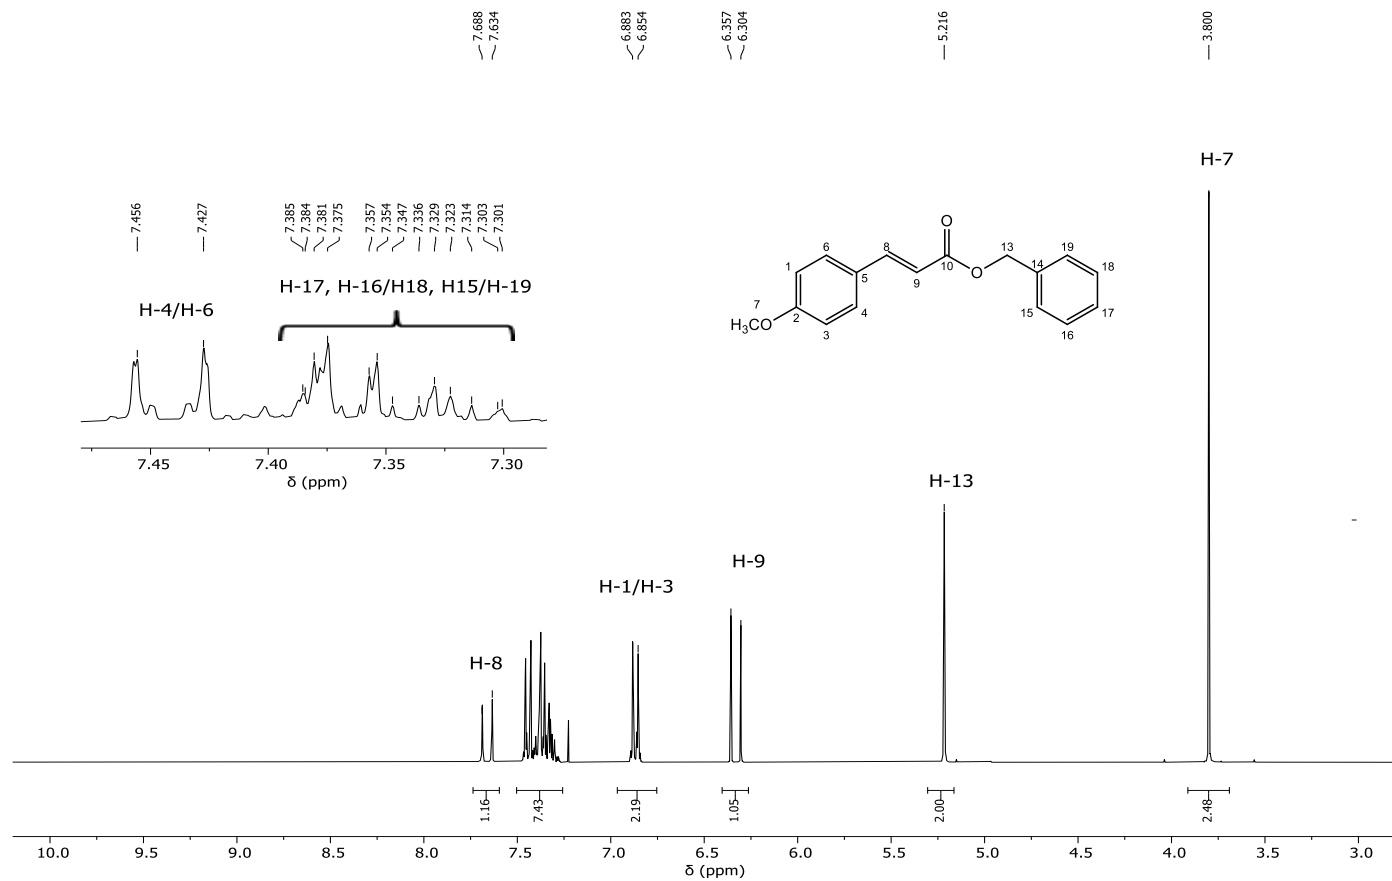 7.688
7.634
6.883
6.854
6.357
6.304
5.216
3.800
H-7
7.456
7.427
7.385
7.384
7.381
7.375
7.357
7.354
7.347
7.336
7.329
7.323
7.314
7.303
7.301
H-17, H-16/H18, H15/H-19
H-4/H-6
7.45 7.40 7.35 7.30
δ (ppm)
O
6 8 13 19
1 10 14 18
5 O
7 9
H₃CO 2 4 15 17
3 16
H-13
H-9
H-1/H-3
H-8
1.16
7.43
2.19
1.05
2.00
2.48
10.0 9.5 9.0 8.5 8.0 7.5 7.0 6.5 6.0 5.5 5.0 4.5 4.0 3.5 3.0
δ (ppm)